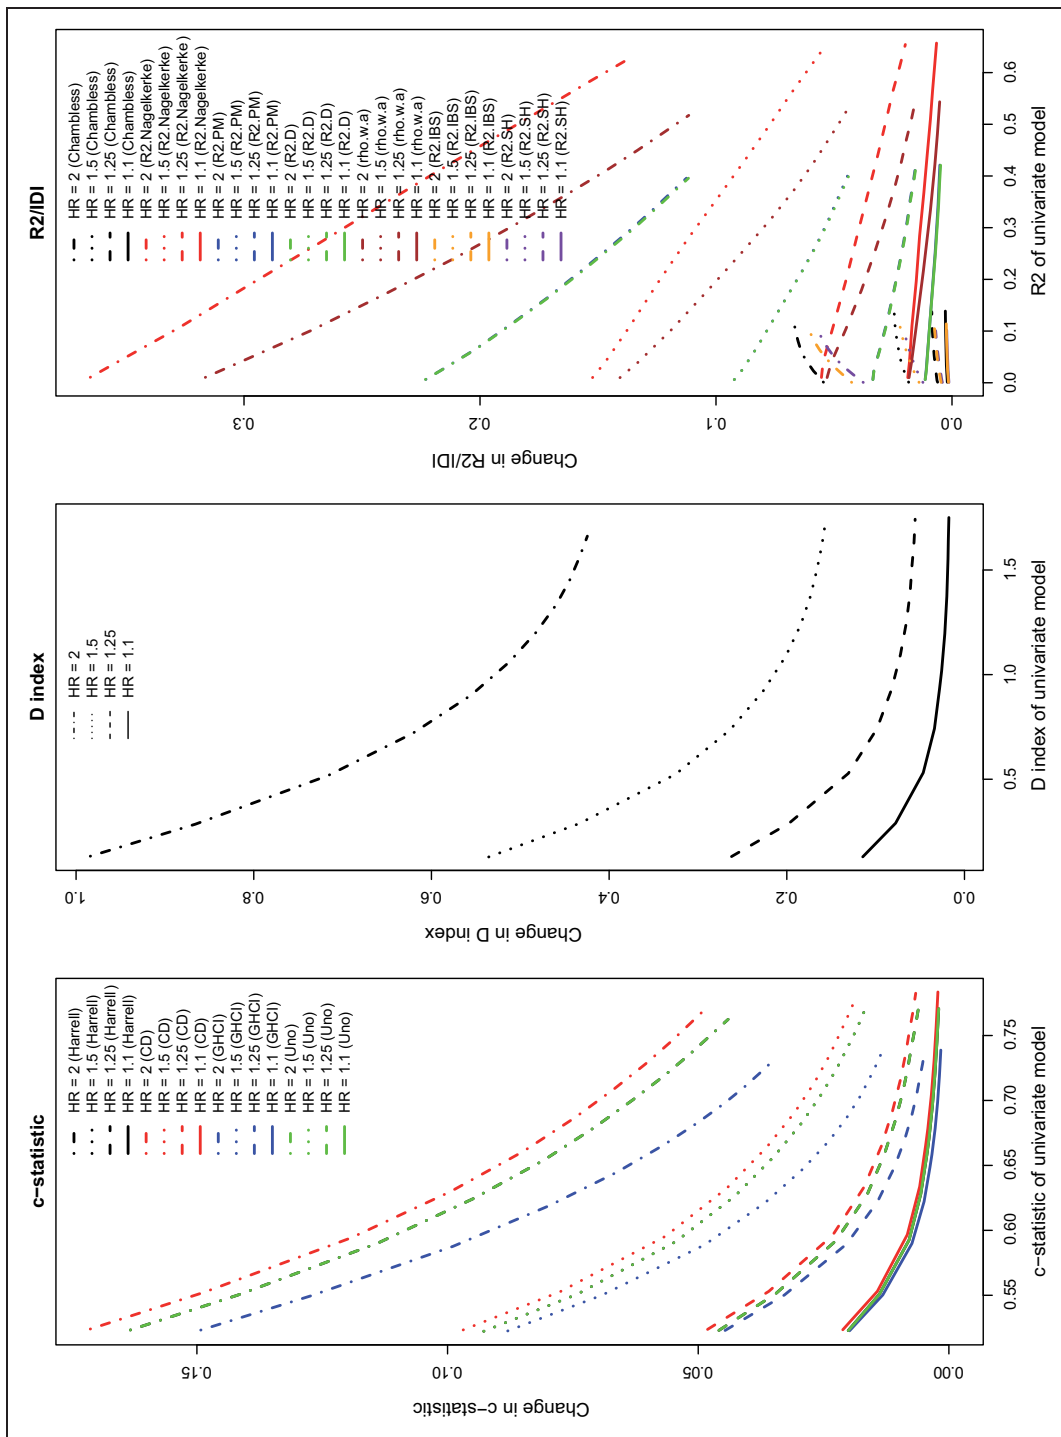 c−statistic
HR = 2 (Harrell)
HR = 1.5 (Harrell)
HR = 1.25 (Harrell)
HR = 1.1 (Harrell)
HR = 2 (CD)
HR = 1.5 (CD)
HR = 1.25 (CD)
HR = 1.1 (CD)
HR = 2 (GHCI)
HR = 1.5 (GHCI)
HR = 1.25 (GHCI)
HR = 1.1 (GHCI)
HR = 2 (Uno)
HR = 1.5 (Uno)
HR = 1.25 (Uno)
HR = 1.1 (Uno)
Change in c−statistic
0.15
0.10
0.05
0.00
0.55
0.60
0.65
0.70
0.75
c−statistic of univariate model
D index
HR = 2
HR = 1.5
HR = 1.25
HR = 1.1
Change in D index
1.0
0.8
0.6
0.4
0.2
0.0
0.5
1.0
1.5
D index of univariate model
R2/IDI
HR = 2 (Chambless)
HR = 1.5 (Chambless)
HR = 1.25 (Chambless)
HR = 1.1 (Chambless)
HR = 2 (R2.Nagelkerke)
HR = 1.5 (R2.Nagelkerke)
HR = 1.25 (R2.Nagelkerke)
HR = 1.1 (R2.Nagelkerke)
HR = 2 (R2.PM)
HR = 1.5 (R2.PM)
HR = 1.25 (R2.PM)
HR = 1.1 (R2.PM)
HR = 2 (R2.D)
HR = 1.5 (R2.D)
HR = 1.25 (R2.D)
HR = 1.1 (R2.D)
HR = 2 (rho.w.a)
HR = 1.5 (rho.w.a)
HR = 1.25 (rho.w.a)
HR = 1.1 (rho.w.a)
HR = 2 (R2.IBS)
HR = 1.5 (R2.IBS)
HR = 1.25 (R2.IBS)
HR = 1.1 (R2.IBS)
HR = 2 (R2.SH)
HR = 1.5 (R2.SH)
HR = 1.25 (R2.SH)
HR = 1.1 (R2.SH)
Change in R2/IDI
0.3
0.2
0.1
0.0
0.0
0.1
0.2
0.3
0.4
0.5
0.6
R2 of univariate model